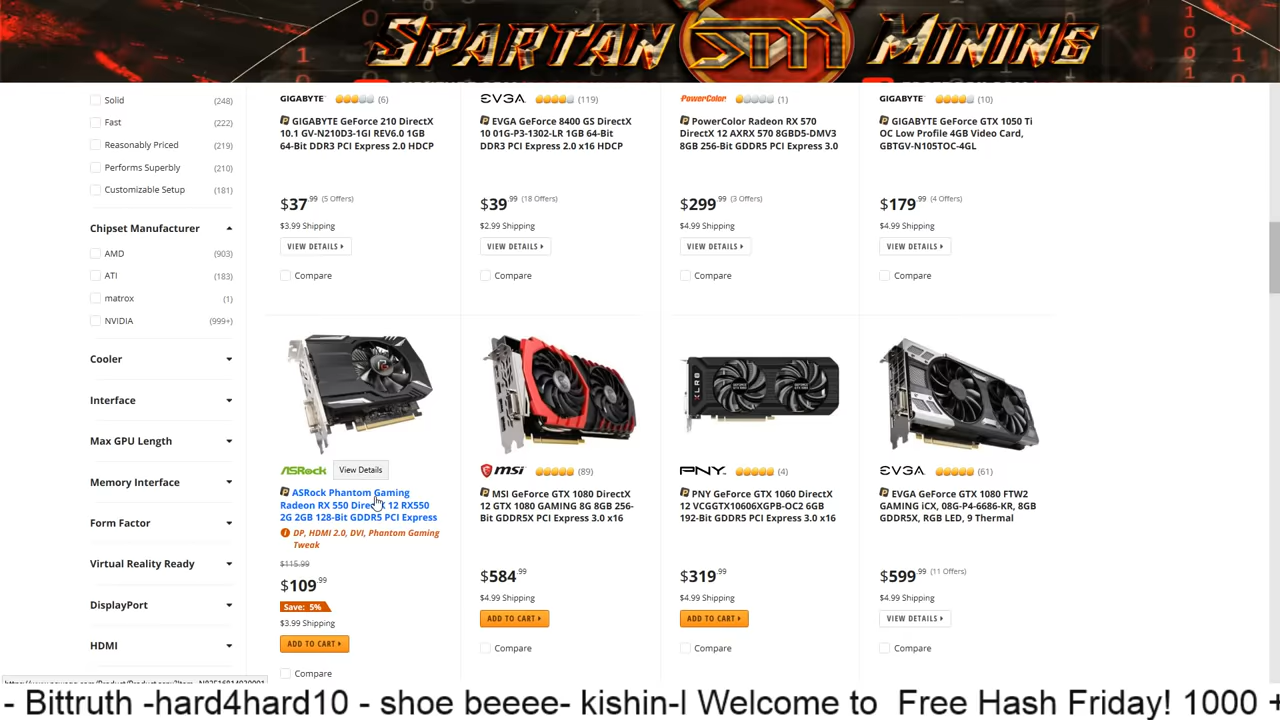 SPARTAN SM MINING
Solid (248)
Fast (222)
Reasonably Priced (219)
Performs Superbly (210)
Customizable Setup (181)
Chipset Manufacturer
AMD (903)
ATI (183)
matrox (1)
NVIDIA (999+)
Cooler
Interface
Max GPU Length
Memory Interface
Form Factor
Virtual Reality Ready
DisplayPort
HDMI
GIGABYTE (6)
GIGABYTE GeForce 210 DirectX
10.1 GV-N210D3-1GI REV6.0 1GB
64-Bit DDR3 PCI Express 2.0 HDCP
$37.99 (5 Offers)
$3.99 Shipping
VIEW DETAILS
Compare
EVGA (119)
EVGA GeForce 8400 GS DirectX
10 01G-P3-1302-LR 1GB 64-Bit
DDR3 PCI Express 2.0 x16 HDCP
$39.99 (18 Offers)
$2.99 Shipping
VIEW DETAILS
Compare
PowerColor (1)
PowerColor Radeon RX 570
DirectX 12 AXRX 570 8GBD5-DMV3
8GB 256-Bit GDDR5 PCI Express 3.0
$299.99 (3 Offers)
$4.99 Shipping
VIEW DETAILS
Compare
GIGABYTE (10)
GIGABYTE GeForce GTX 1050 Ti
OC Low Profile 4GB Video Card,
GBTGV-N105TOC-4GL
$179.99 (4 Offers)
$4.99 Shipping
VIEW DETAILS
Compare
ASRock View Details
ASRock Phantom Gaming
Radeon RX 550 DirectX 12 RX550
2G 2GB 128-Bit GDDR5 PCI Express
DP, HDMI 2.0, DVI, Phantom Gaming
Tweak
$115.99
$109.99
Save: 5%
$3.99 Shipping
ADD TO CART
Compare
msi (89)
MSI GeForce GTX 1080 DirectX
12 GTX 1080 GAMING 8G 8GB 256-
Bit GDDR5X PCI Express 3.0 x16
$584.99
$4.99 Shipping
ADD TO CART
Compare
XLR8
PNY (4)
PNY GeForce GTX 1060 DirectX
12 VCGGTX10606XGPB-OC2 6GB
192-Bit GDDR5 PCI Express 3.0 x16
$319.99
$4.99 Shipping
ADD TO CART
Compare
EVGA (61)
EVGA GeForce GTX 1080 FTW2
GAMING iCX, 08G-P4-6686-KR, 8GB
GDDR5X, RGB LED, 9 Thermal
$599.99 (11 Offers)
$4.99 Shipping
VIEW DETAILS
Compare
- Bittruth -hard4hard10 - shoe beeee- kishin-l Welcome to Free Hash Friday! 1000 +